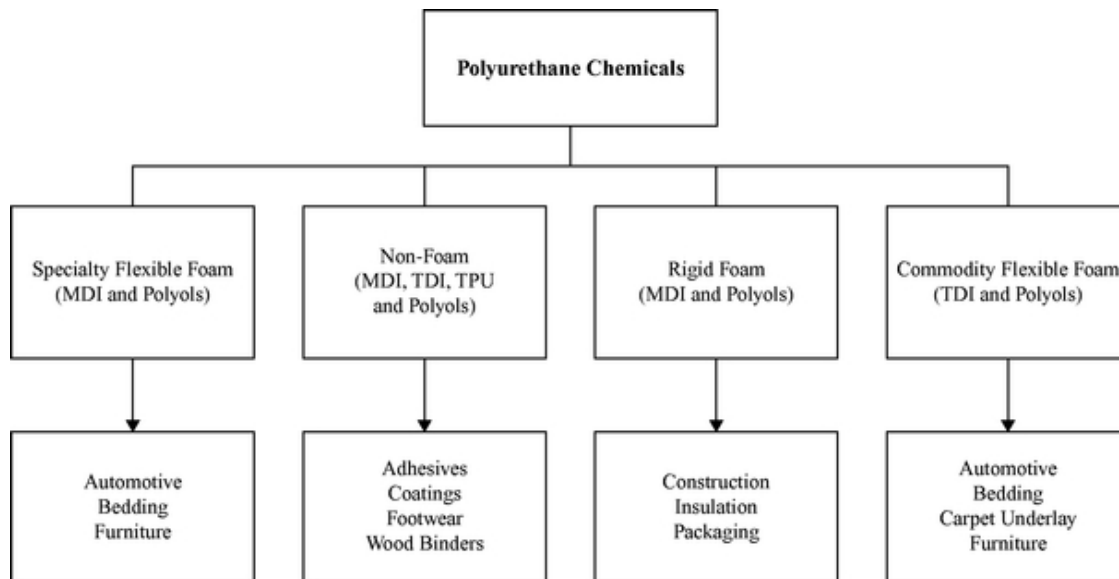 Polyurethane Chemicals
Specialty Flexible Foam
(MDI and Polyols)
Non-Foam
(MDI, TDI, TPU
and Polyols)
Rigid Foam
(MDI and Polyols)
Commodity Flexible Foam
(TDI and Polyols)
Automotive
Bedding
Furniture
Adhesives
Coatings
Footwear
Wood Binders
Construction
Insulation
Packaging
Automotive
Bedding
Carpet Underlay
Furniture